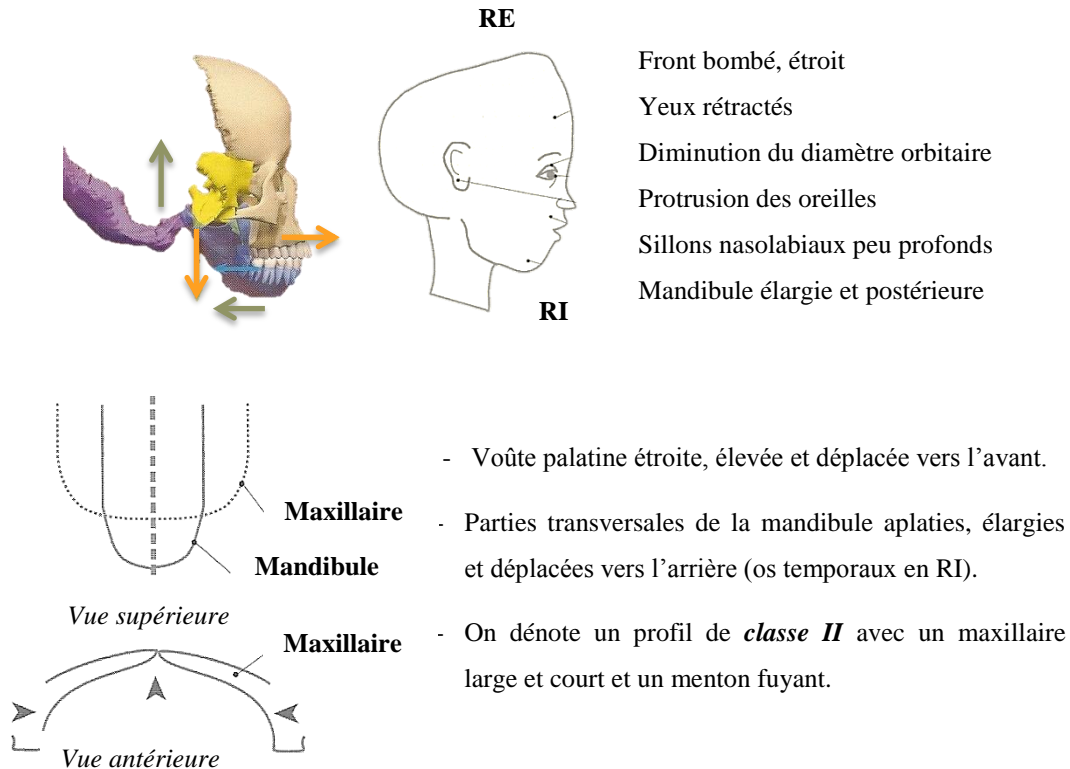 RE
Front bombé, étroit
Yeux rétractés
Diminution du diamètre orbitaire
Protrusion des oreilles
Sillons nasolabiaux peu profonds
Mandibule élargie et postérieure
RI
Maxillaire
Mandibule
Vue supérieure
Maxillaire
Vue antérieure
- Voûte palatine étroite, élevée et déplacée vers l’avant.
- Parties transversales de la mandibule aplaties, élargies
et déplacées vers l’arrière (os temporaux en RI).
- On dénote un profil de classe II avec un maxillaire
large et court et un menton fuyant.